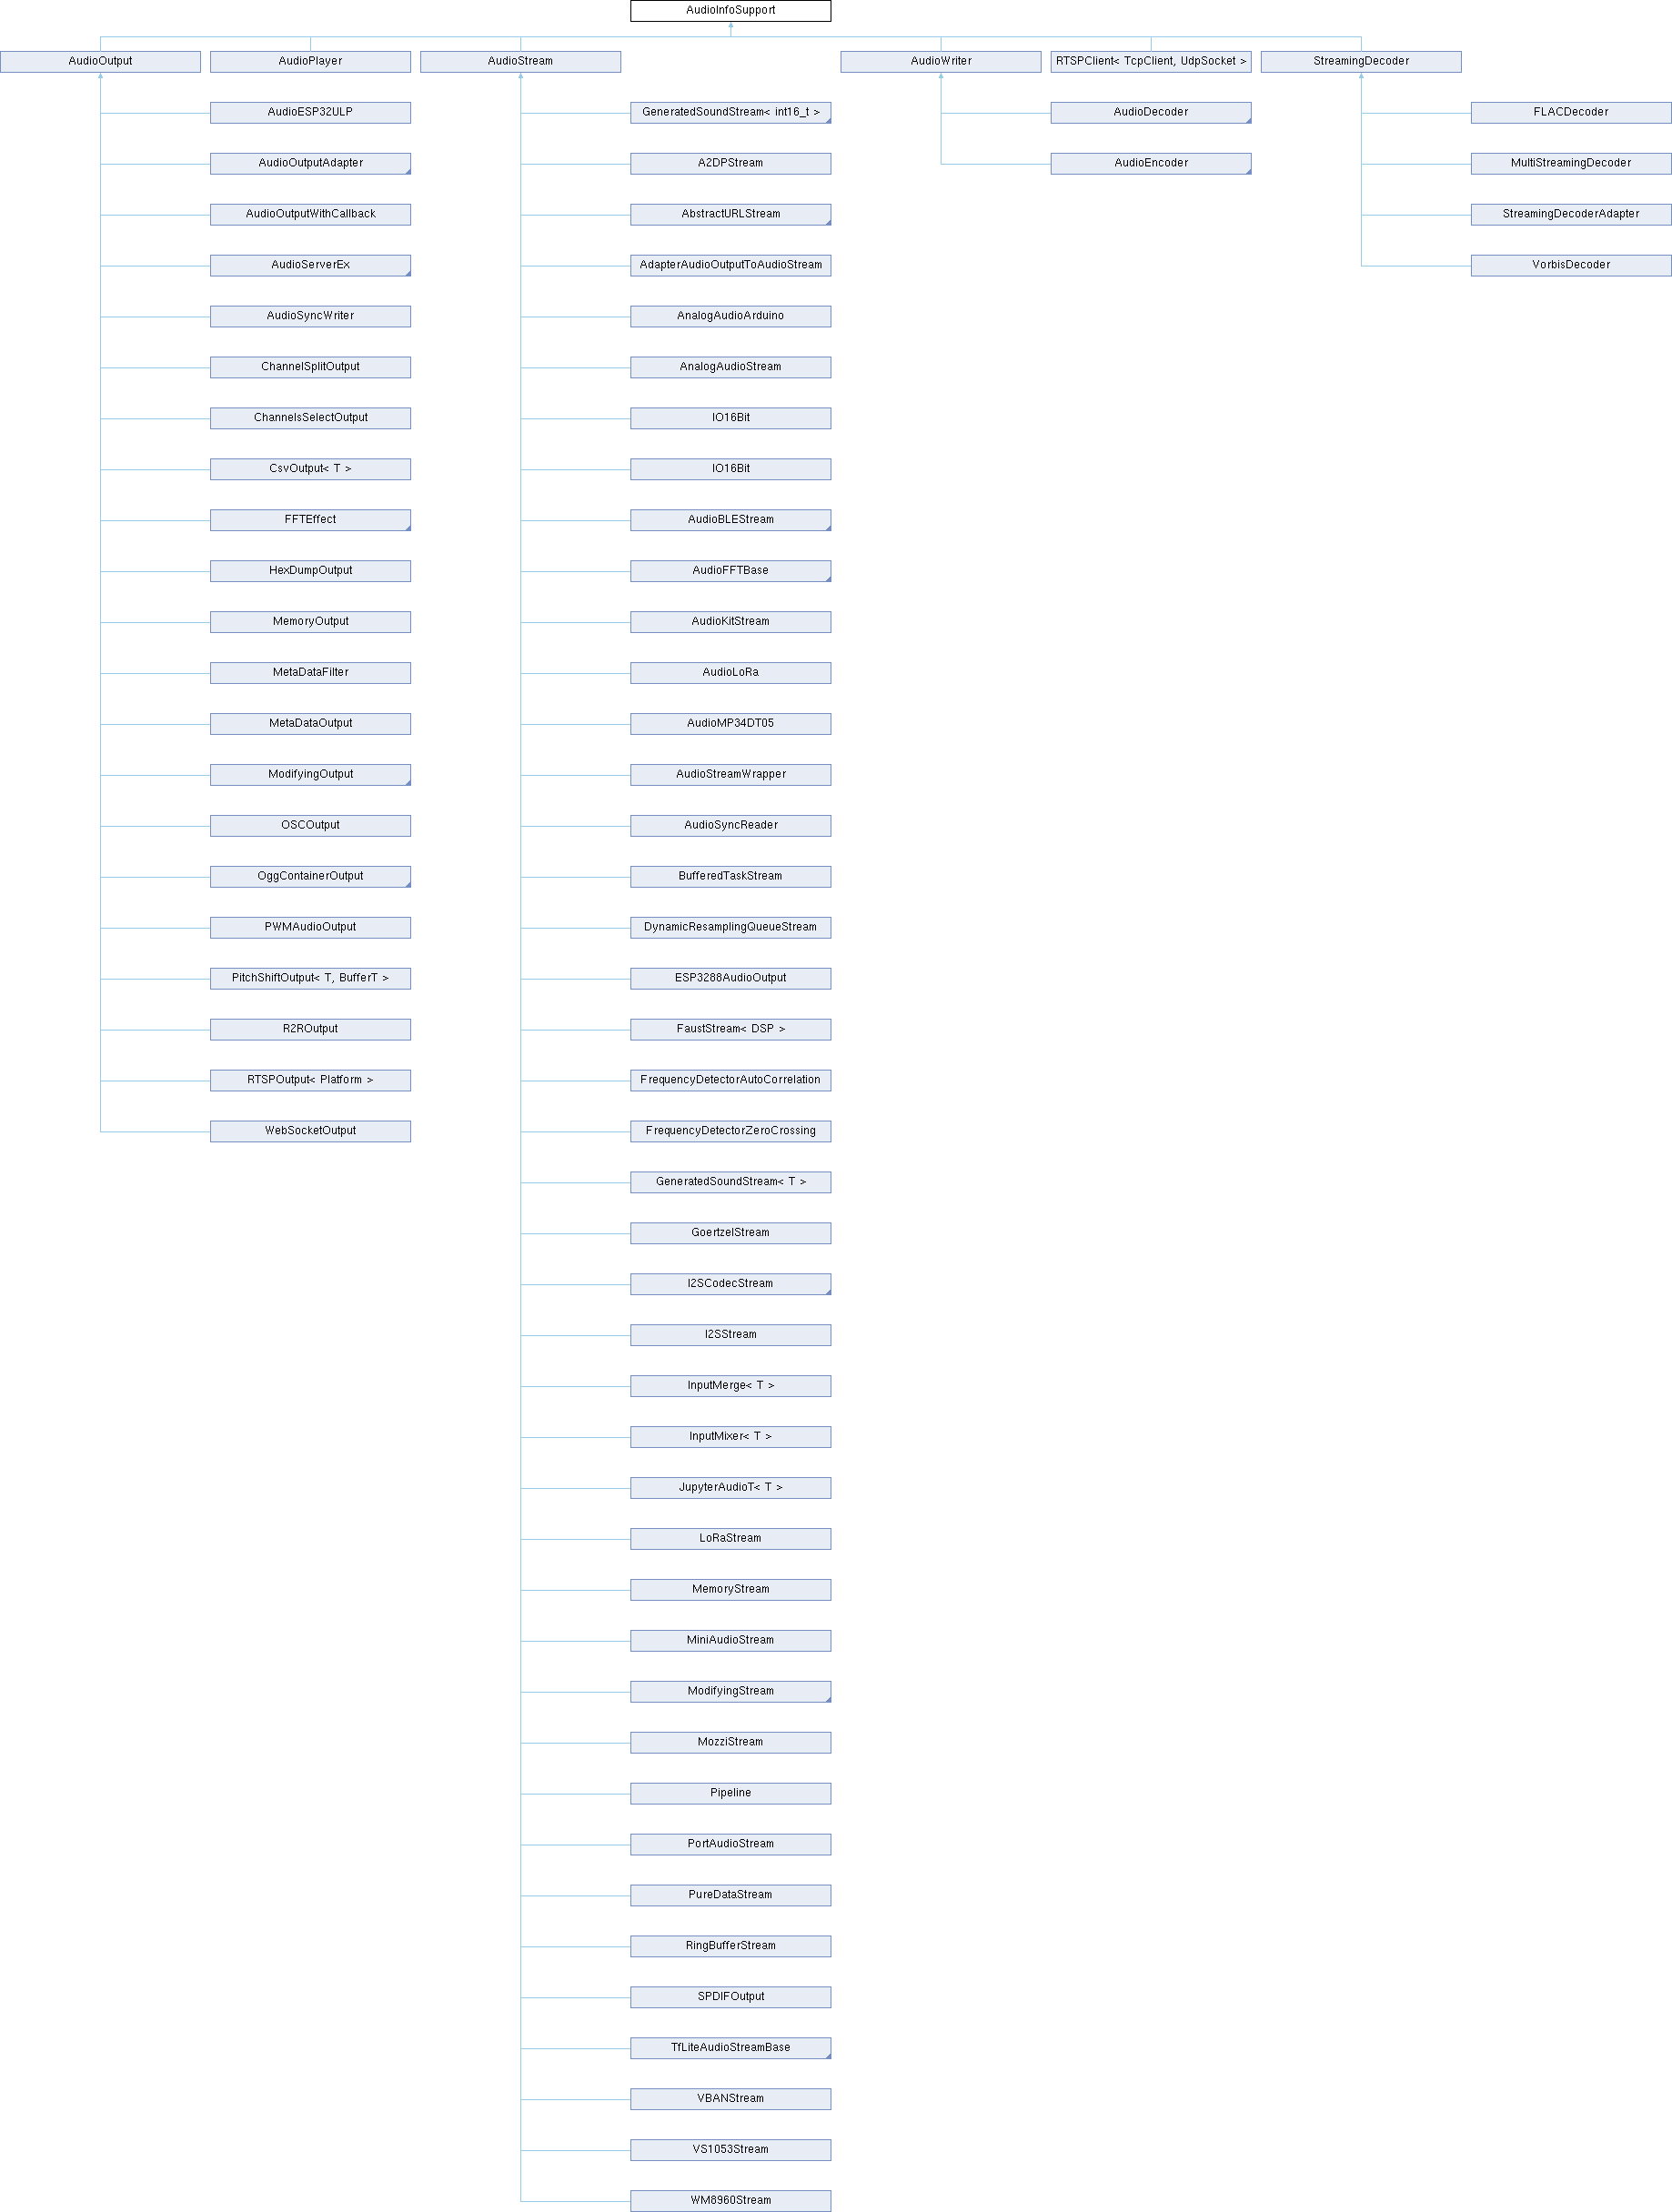 AudioInfoSupport
AudioOutput
AudioPlayer
AudioStream
AudioWriter
RTSPClient< TcpClient, UdpSocket >
StreamingDecoder
AudioESP32ULP
AudioOutputAdapter
AudioOutputWithCallback
AudioServerEx
AudioSyncWriter
ChannelSplitOutput
ChannelsSelectOutput
CsvOutput< T >
FFTEffect
HexDumpOutput
MemoryOutput
MetaDataFilter
MetaDataOutput
ModifyingOutput
OSCOutput
OggContainerOutput
PWMAudioOutput
PitchShiftOutput< T, BufferT >
R2ROutput
RTSPOutput< Platform >
WebSocketOutput
GeneratedSoundStream< int16_t >
A2DPStream
AbstractURLStream
AdapterAudioOutputToAudioStream
AnalogAudioArduino
AnalogAudioStream
IO16Bit
IO16Bit
AudioBLEStream
AudioFFTBase
AudioKitStream
AudioLoRa
AudioMP34DT05
AudioStreamWrapper
AudioSyncReader
BufferedTaskStream
DynamicResamplingQueueStream
ESP3288AudioOutput
FaustStream< DSP >
FrequencyDetectorAutoCorrelation
FrequencyDetectorZeroCrossing
GeneratedSoundStream< T >
GoertzelStream
I2SCodecStream
I2SStream
InputMerge< T >
InputMixer< T >
JupyterAudioT< T >
LoRaStream
MemoryStream
MiniAudioStream
ModifyingStream
MozziStream
Pipeline
PortAudioStream
PureDataStream
RingBufferStream
SPDIFOutput
TfLiteAudioStreamBase
VBANStream
VS1053Stream
WM8960Stream
AudioDecoder
AudioEncoder
FLACDecoder
MultiStreamingDecoder
StreamingDecoderAdapter
VorbisDecoder